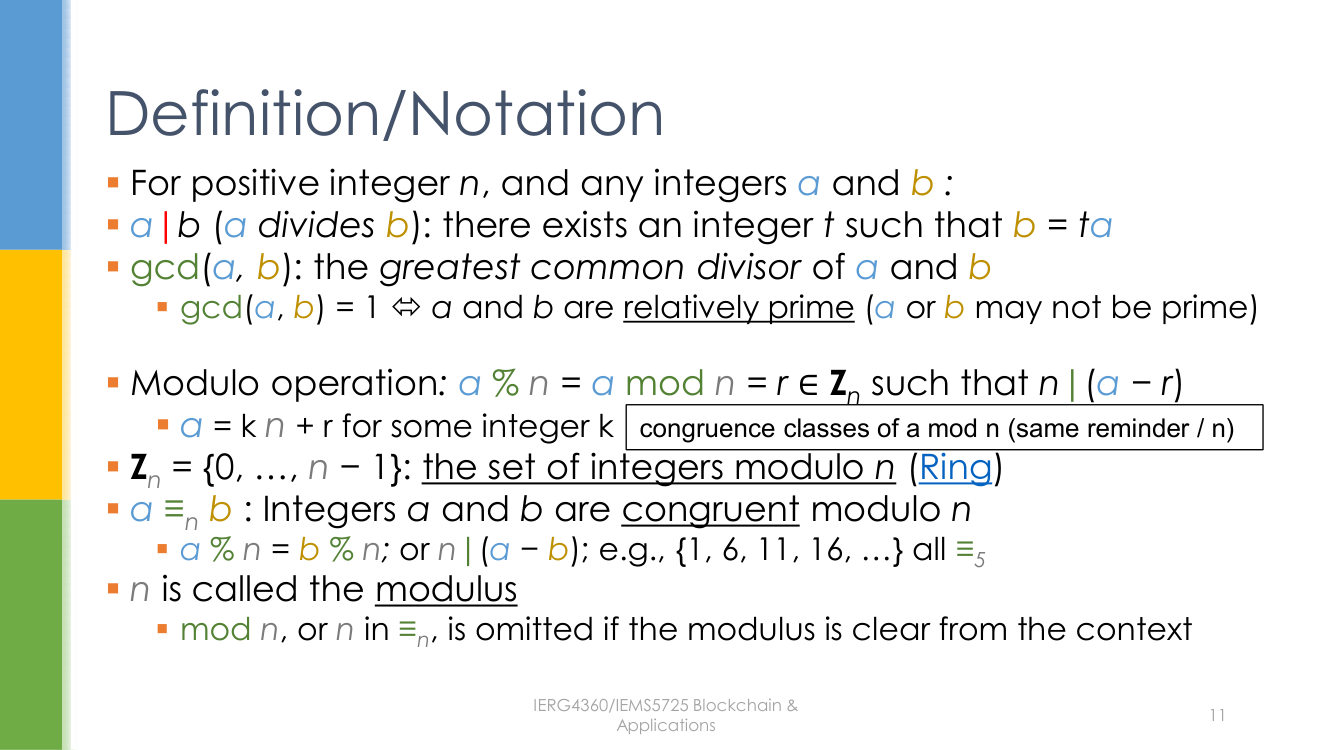 Definition/Notation
▪ For positive integer n, and any integers a and b :
▪ a|b (a divides b): there exists an integer t such that b = ta
▪ gcd(a, b): the greatest common divisor of a and b
▪ gcd(a, b) = 1 ⬄ a and b are relatively prime (a or b may not be prime)
▪ Modulo operation: a % n = a mod n = r ∈ Zₙ such that n|(a − r)
▪ a = k n + r for some integer k
congruence classes of a mod n (same reminder / n)
▪ Zₙ = {0, …, n − 1}: the set of integers modulo n (Ring)
▪ a ≡ₙ b : Integers a and b are congruent modulo n
▪ a % n = b % n; or n|(a − b); e.g., {1, 6, 11, 16, …} all ≡₅
▪ n is called the modulus
▪ mod n, or n in ≡ₙ, is omitted if the modulus is clear from the context
IERG4360/IEMS5725 Blockchain &
Applications
11